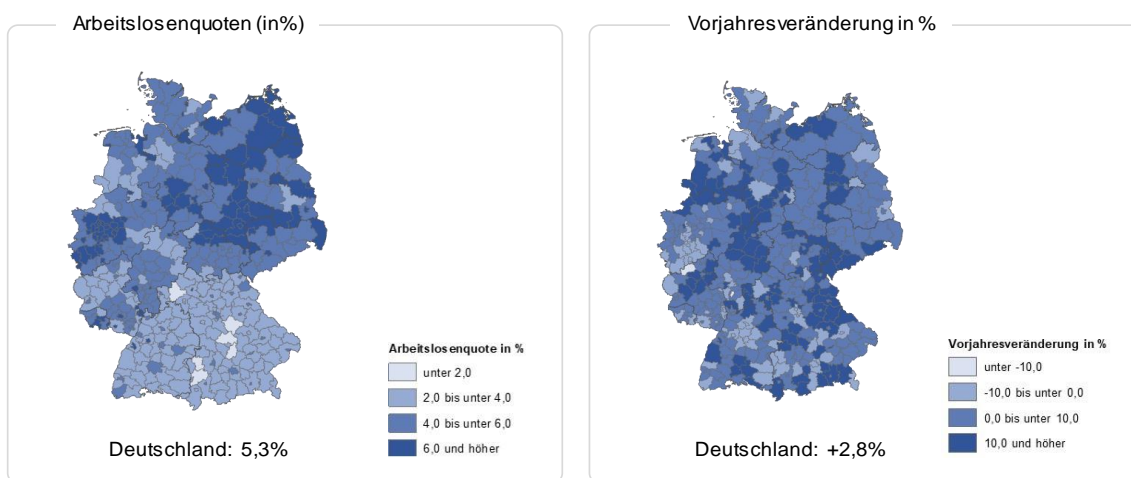 Arbeitslosenquoten (in%)
Arbeitslosenquote in %
unter 2,0
2,0 bis unter 4,0
4,0 bis unter 6,0
6,0 und höher
Deutschland: 5,3%
Vorjahresveränderung in %
Vorjahresveränderung in %
unter -10,0
-10,0 bis unter 0,0
0,0 bis unter 10,0
10,0 und höher
Deutschland: +2,8%